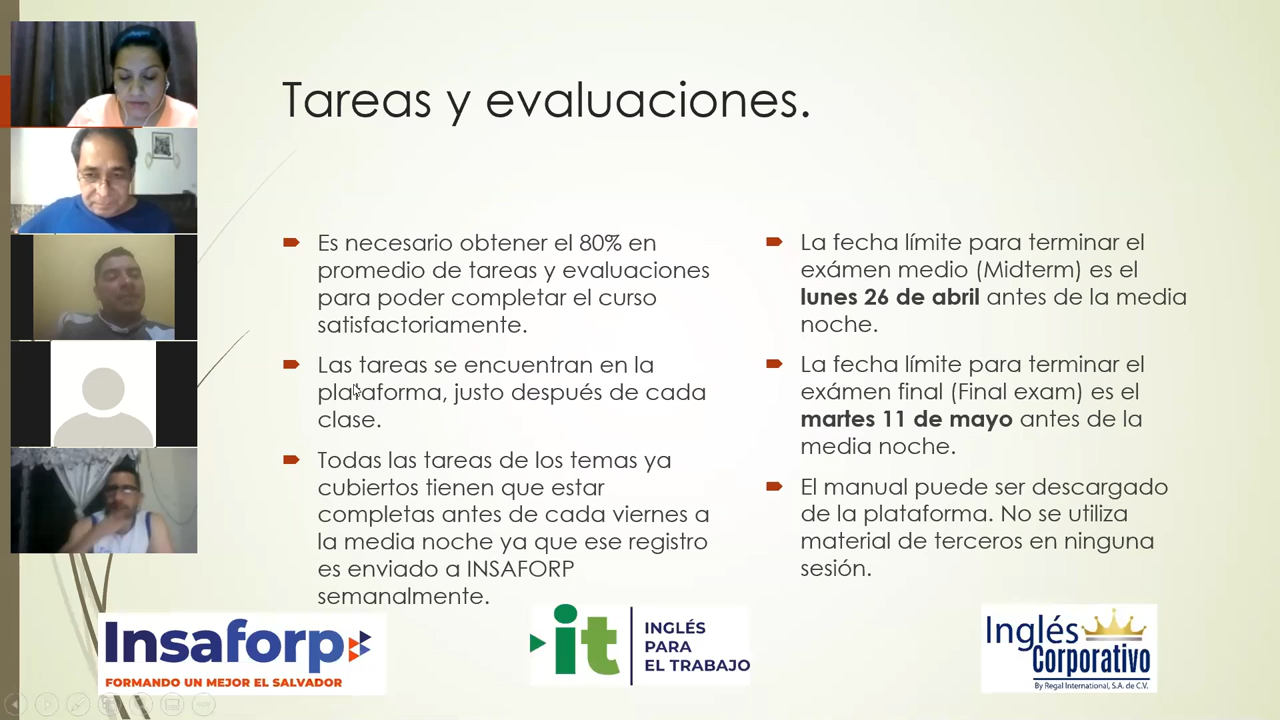 Tareas y evaluaciones.
Es necesario obtener el 80% en
promedio de tareas y evaluaciones
para poder completar el curso
satisfactoriamente.
Las tareas se encuentran en la
plataforma, justo después de cada
clase.
Todas las tareas de los temas ya
cubiertos tienen que estar
completas antes de cada viernes a
la media noche ya que ese registro
es enviado a INSAFORP
semanalmente.
La fecha límite para terminar el
exámen medio (Midterm) es el
lunes 26 de abril antes de la media
noche.
La fecha límite para terminar el
exámen final (Final exam) es el
martes 11 de mayo antes de la
media noche.
El manual puede ser descargado
de la plataforma. No se utiliza
material de terceros en ninguna
sesión.
Insaforp
FORMANDO UN MEJOR EL SALVADOR
it
INGLÉS
PARA
EL TRABAJO
Inglés
Corporativo
By Regal International, S.A. de C.V.